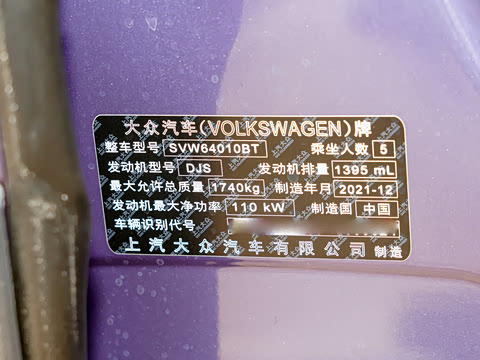 大众汽车(VOLKSWAGEN)牌
整车型号 SVW64010BT 乘坐人数 5
发动机型号 DJS 发动机排量 1395 mL
最大允许总质量 1740kg 制造年月 2021-12
发动机最大净功率 110 kW 制造国 中国
车辆识别代号
上汽大众汽车有限公司 制造